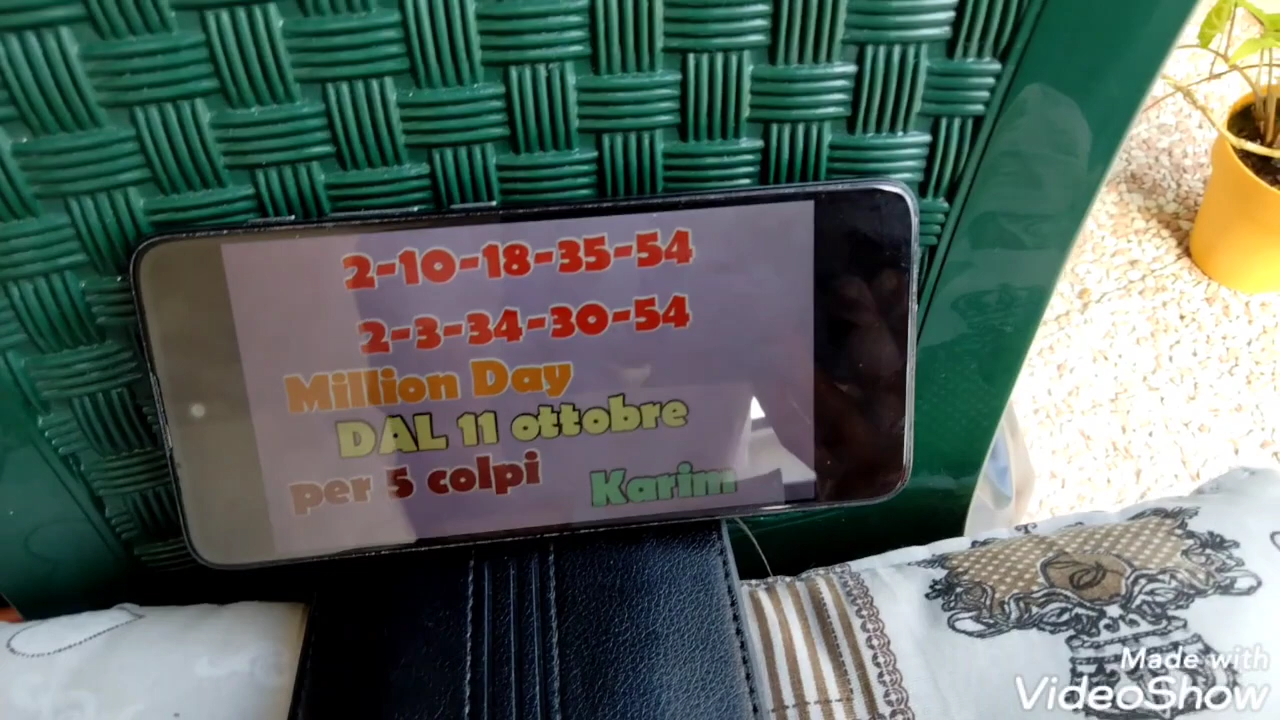 2-10-18-35-54
2-3-34-30-54
Million Day
DAL 11 ottobre
per 5 colpi
Karim
Made with
VideoShow